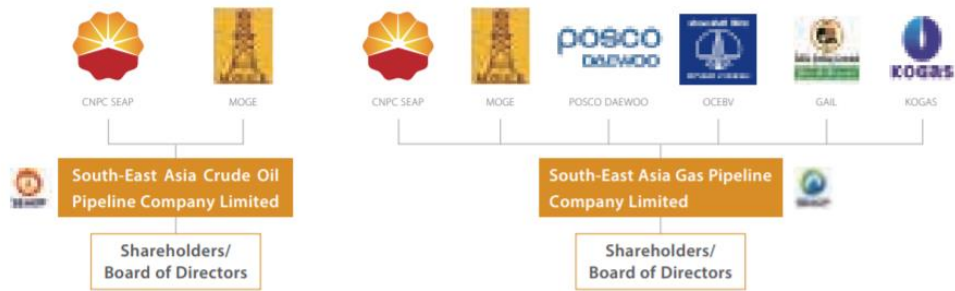 posco
DAEWOO
KOGAS
CNPC SEAP
MOGE
CNPC SEAP
MOGE
POSCO DAEWOO
OCEBV
GAIL
KOGAS
South-East Asia Crude Oil
Pipeline Company Limited
South-East Asia Gas Pipeline
Company Limited
Shareholders/
Board of Directors
Shareholders/
Board of Directors